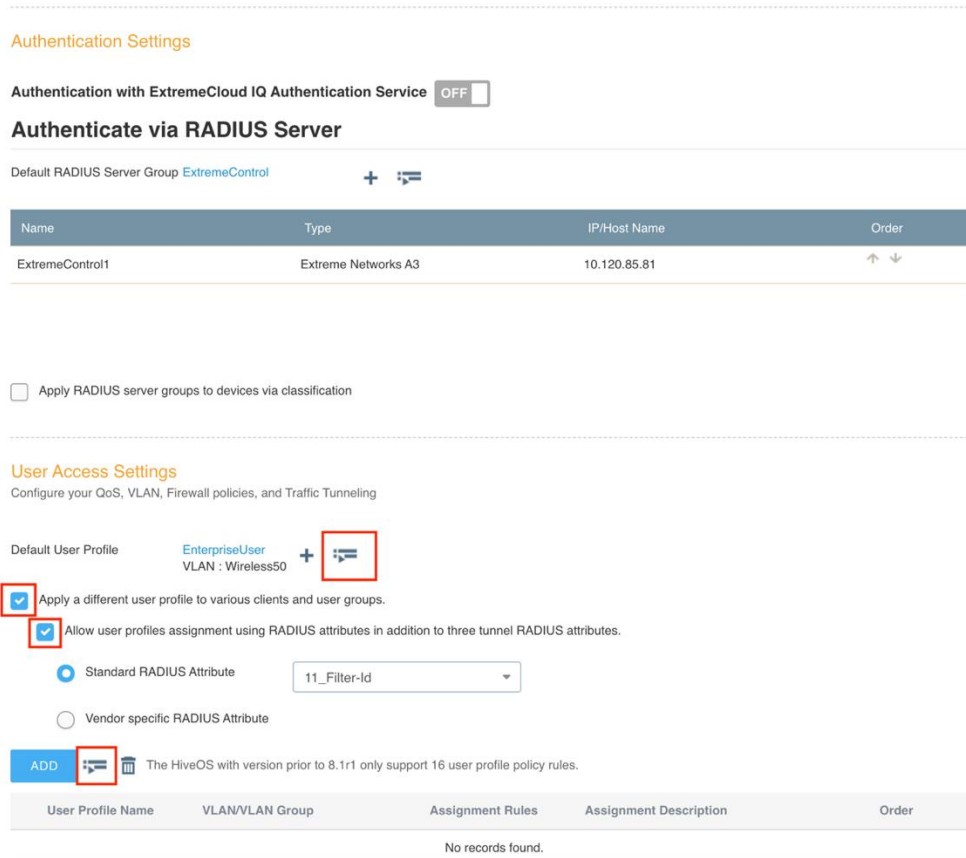 Authentication Settings
Authentication with ExtremeCloud IQ Authentication Service OFF
Authenticate via RADIUS Server
Default RADIUS Server Group ExtremeControl
Name Type IP/Host Name Order
ExtremeControl1 Extreme Networks A3 10.120.85.81
Apply RADIUS server groups to devices via classification
User Access Settings
Configure your QoS, VLAN, Firewall policies, and Traffic Tunneling
Default User Profile EnterpriseUser
VLAN : Wireless50
Apply a different user profile to various clients and user groups.
Allow user profiles assignment using RADIUS attributes in addition to three tunnel RADIUS attributes.
Standard RADIUS Attribute 11_Filter-Id
Vendor specific RADIUS Attribute
ADD The HiveOS with version prior to 8.1r1 only support 16 user profile policy rules.
User Profile Name VLAN/VLAN Group Assignment Rules Assignment Description Order
No records found.